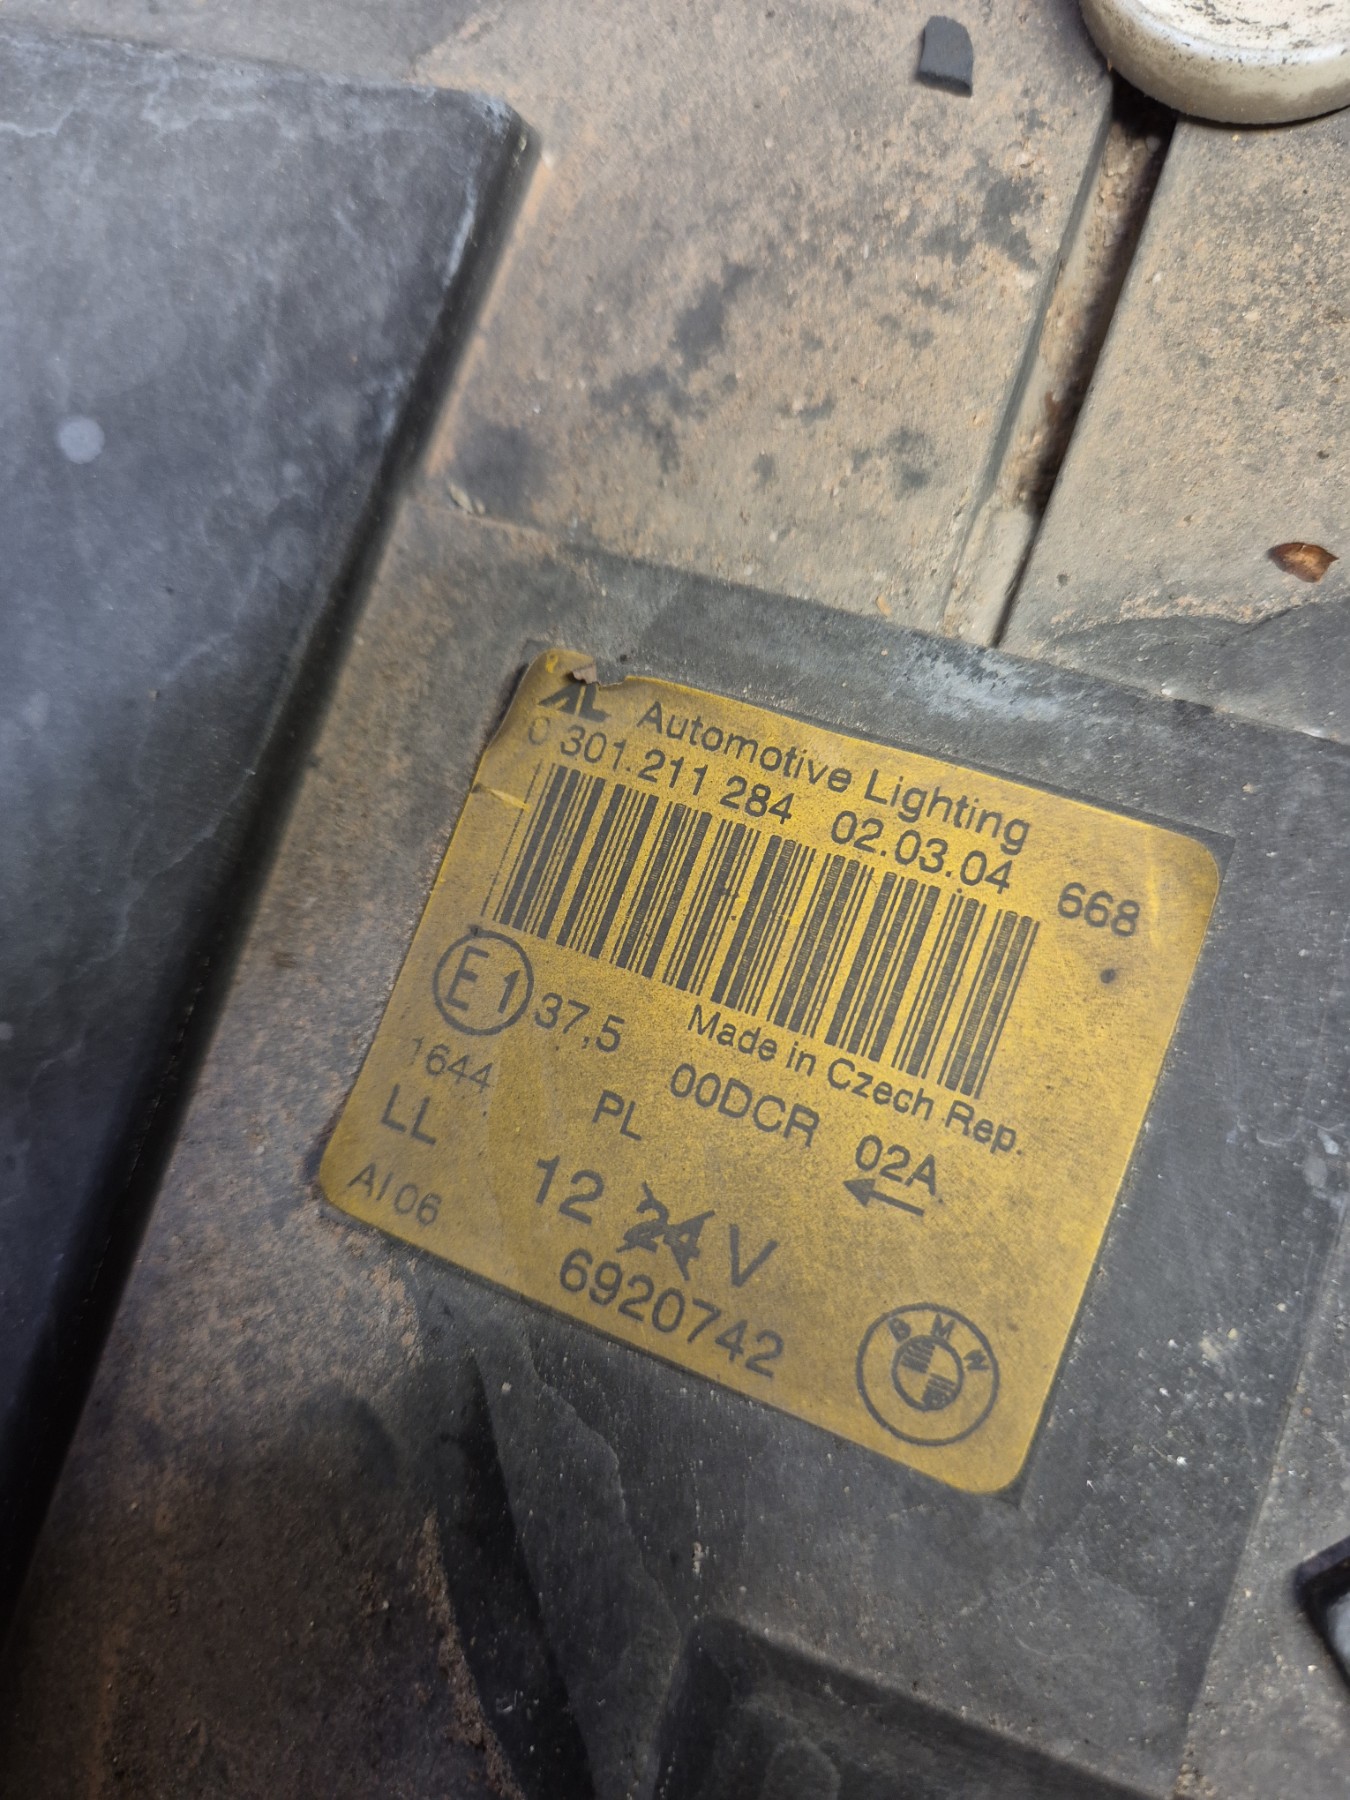 AL Automotive Lighting
0 301.211 284 02.03.04 668
Made in Czech Rep.
E1 37,5 00DCR 02A
1644 PL
LL
12 24 V
AI 06
6920742
BMW